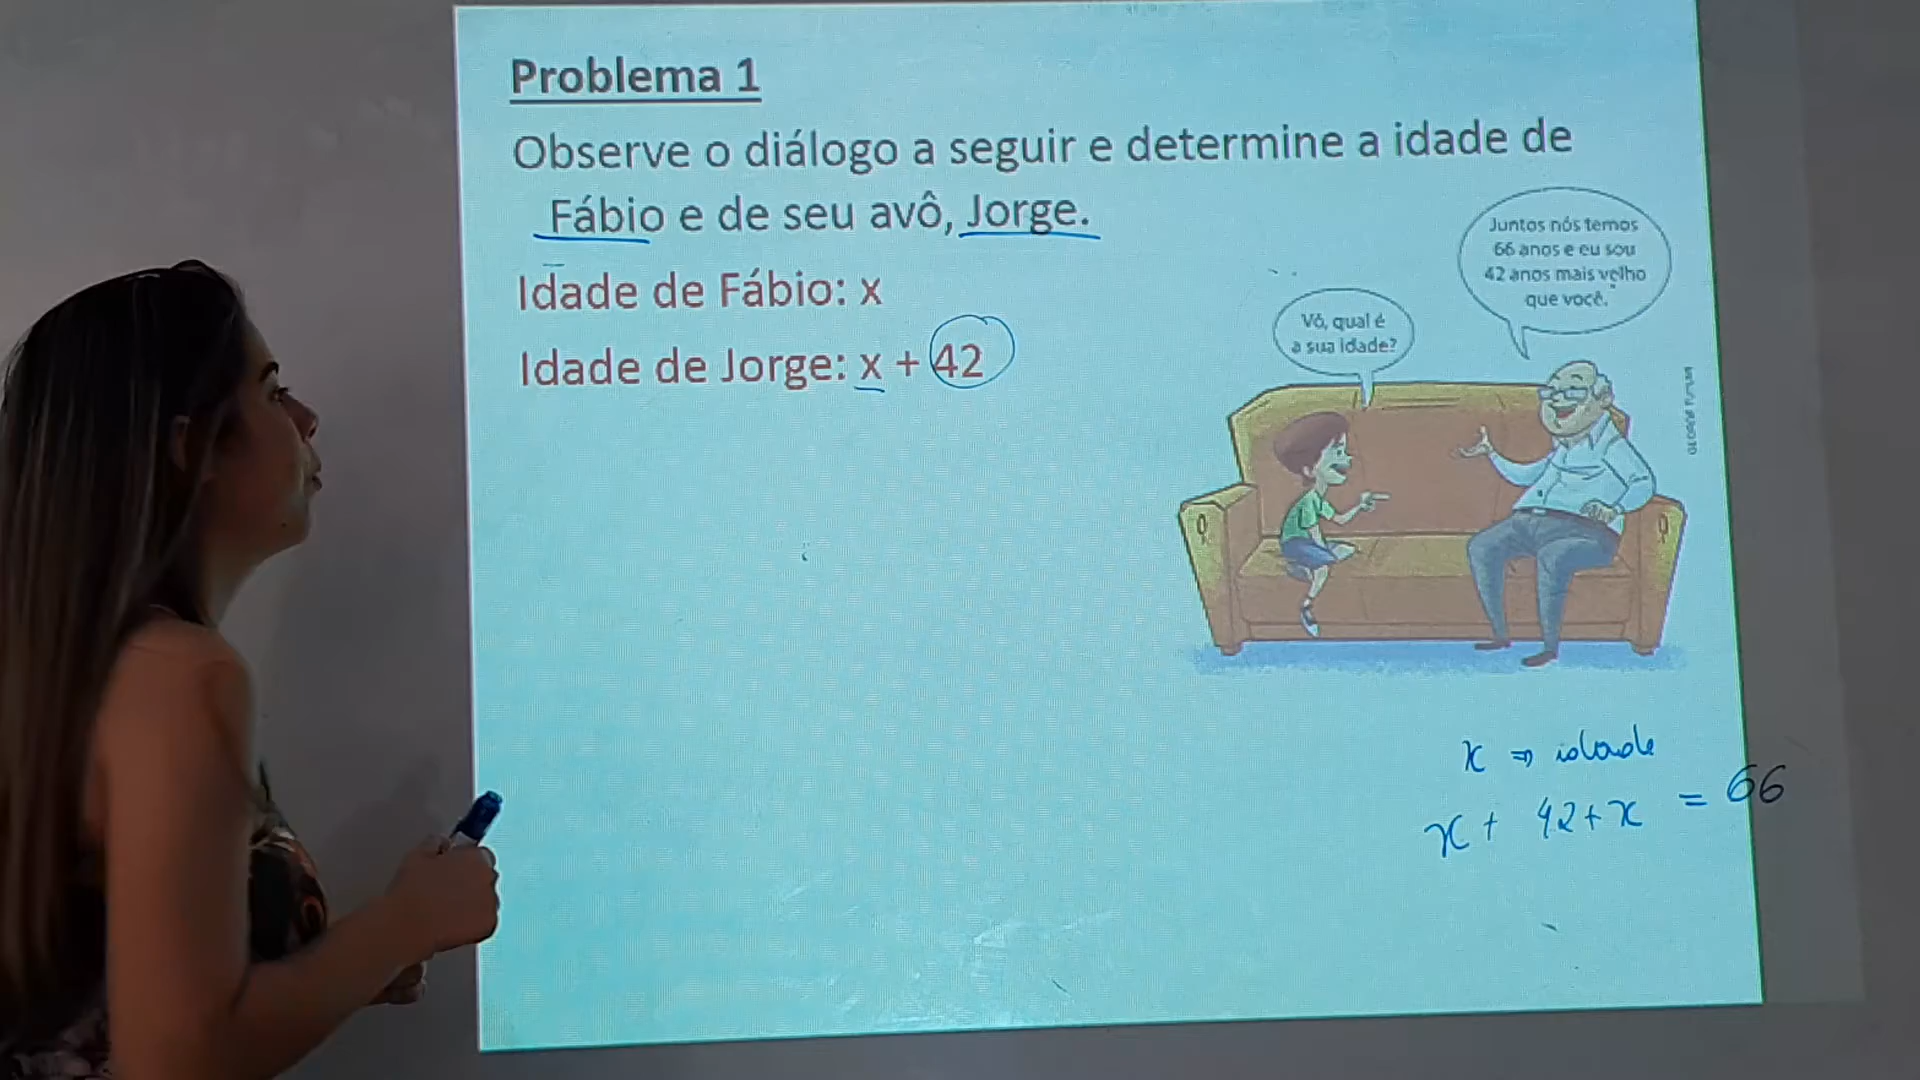 Problema 1
Observe o diálogo a seguir e determine a idade de
Fábio e de seu avô, Jorge.
Idade de Fábio: x
Idade de Jorge: x + 42
Juntos nós temos
66 anos e eu sou
42 anos mais velho
que você.
Vô, qual é
a sua idade?
x ⇒ idade
x + 42 + x = 66